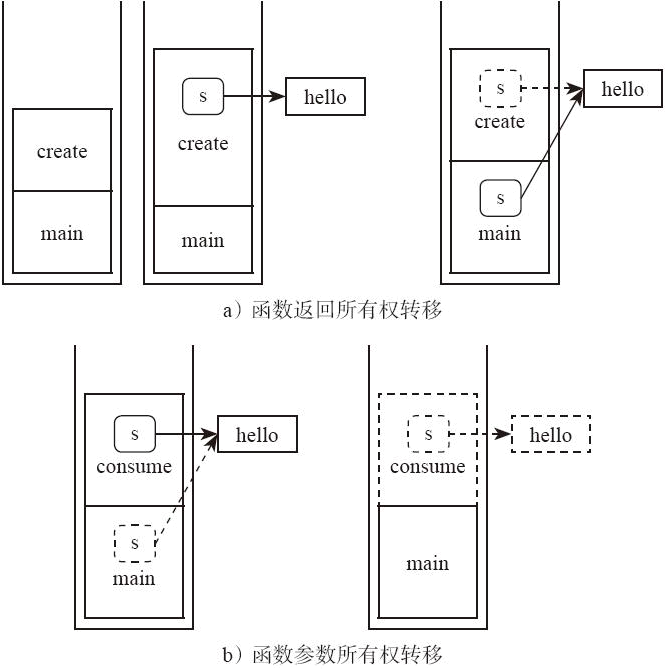 s
hello
create
create
main
main
s
hello
create
s
main
a）函数返回所有权转移
s
hello
consume
s
main
s
hello
consume
main
b）函数参数所有权转移